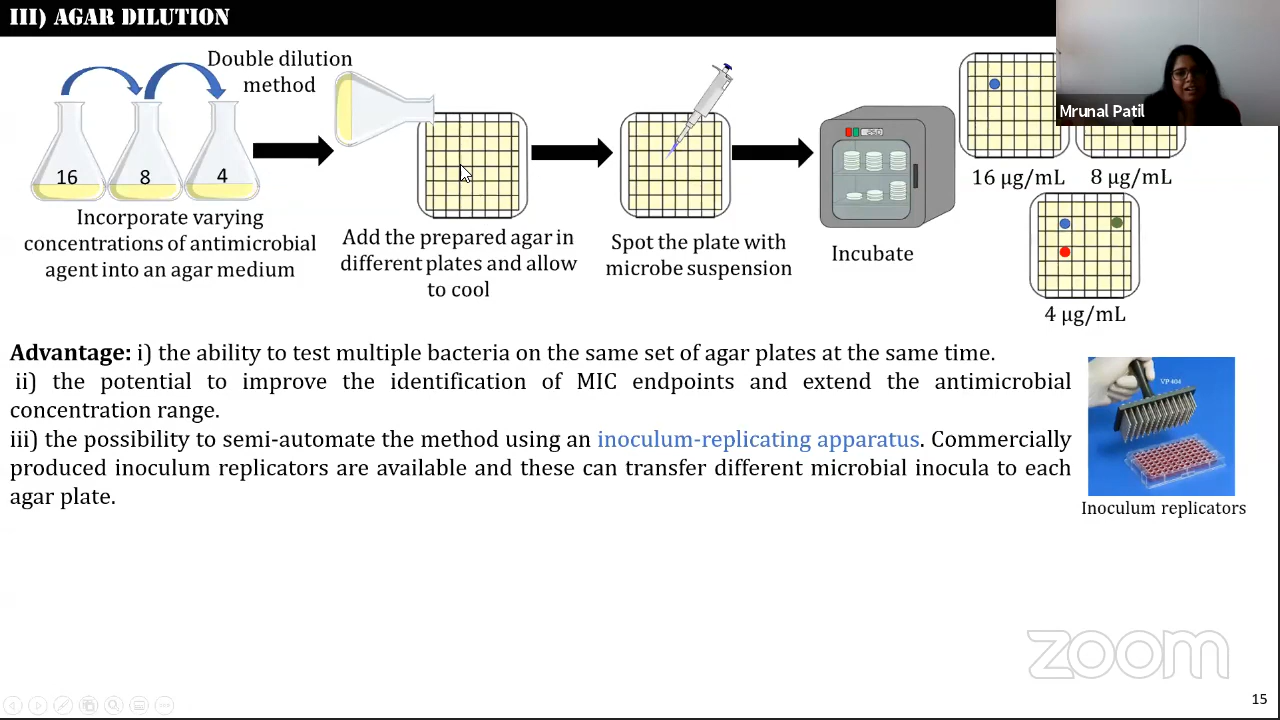 III) AGAR DILUTION
Double dilution
method
16
8
4
Incorporate varying
concentrations of antimicrobial
agent into an agar medium
Add the prepared agar in
different plates and allow
to cool
Spot the plate with
microbe suspension
Incubate
Mrunal Patil
16 µg/mL
8 µg/mL
4 µg/mL
Advantage: i) the ability to test multiple bacteria on the same set of agar plates at the same time.
ii) the potential to improve the identification of MIC endpoints and extend the antimicrobial
concentration range.
iii) the possibility to semi-automate the method using an inoculum-replicating apparatus. Commercially
produced inoculum replicators are available and these can transfer different microbial inocula to each
agar plate.
VP 404
Inoculum replicators
zoom
15